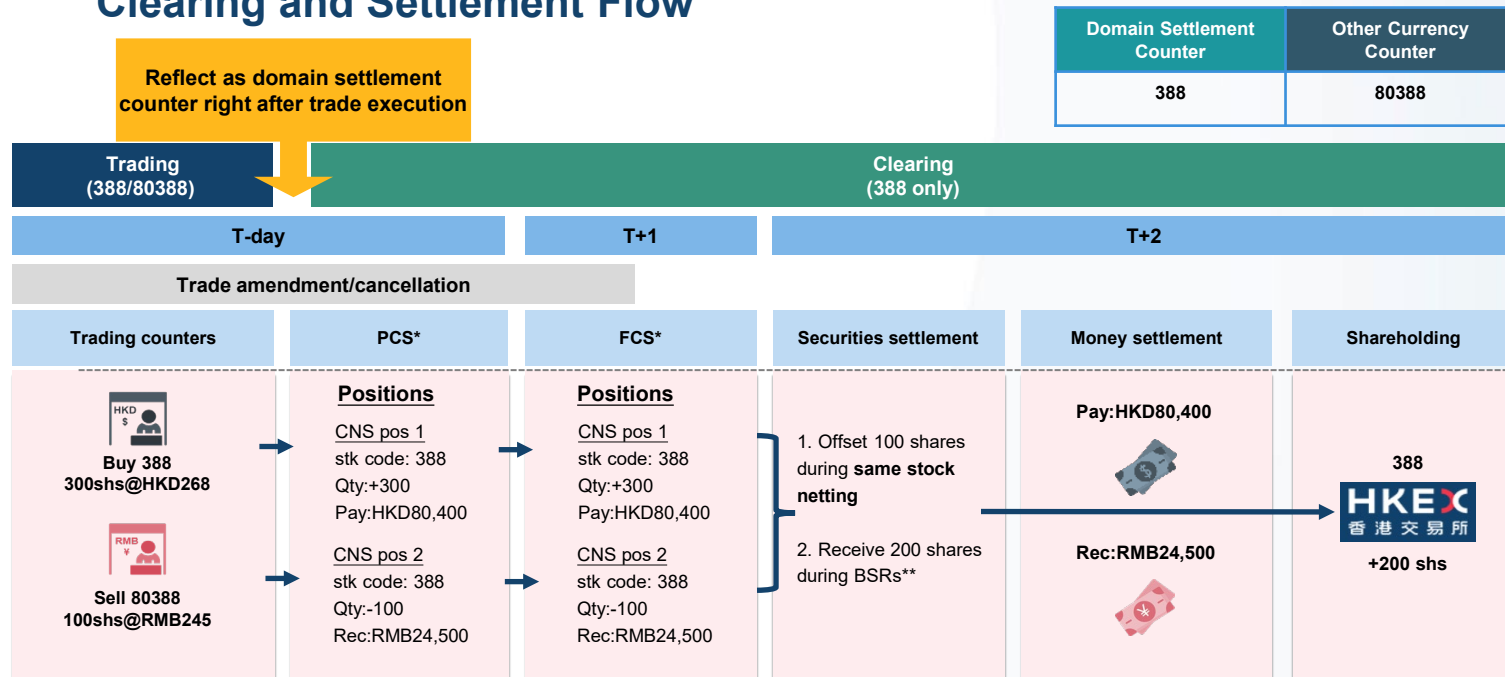 Clearing and Settlement Flow
Domain Settlement
Counter
Other Currency
Counter
388
80388
Reflect as domain settlement
counter right after trade execution
Trading
(388/80388)
Clearing
(388 only)
T-day
T+1
T+2
Trade amendment/cancellation
Trading counters
PCS*
FCS*
Securities settlement
Money settlement
Shareholding
HKD
$
Buy 388
300shs@HKD268
RMB
¥
Sell 80388
100shs@RMB245
Positions
CNS pos 1
stk code: 388
Qty:+300
Pay:HKD80,400
CNS pos 2
stk code: 388
Qty:-100
Rec:RMB24,500
Positions
CNS pos 1
stk code: 388
Qty:+300
Pay:HKD80,400
CNS pos 2
stk code: 388
Qty:-100
Rec:RMB24,500
1. Offset 100 shares
during same stock
netting
2. Receive 200 shares
during BSRs**
Pay:HKD80,400
$
Rec:RMB24,500
¥
388
HKEX
香港交易所
+200 shs